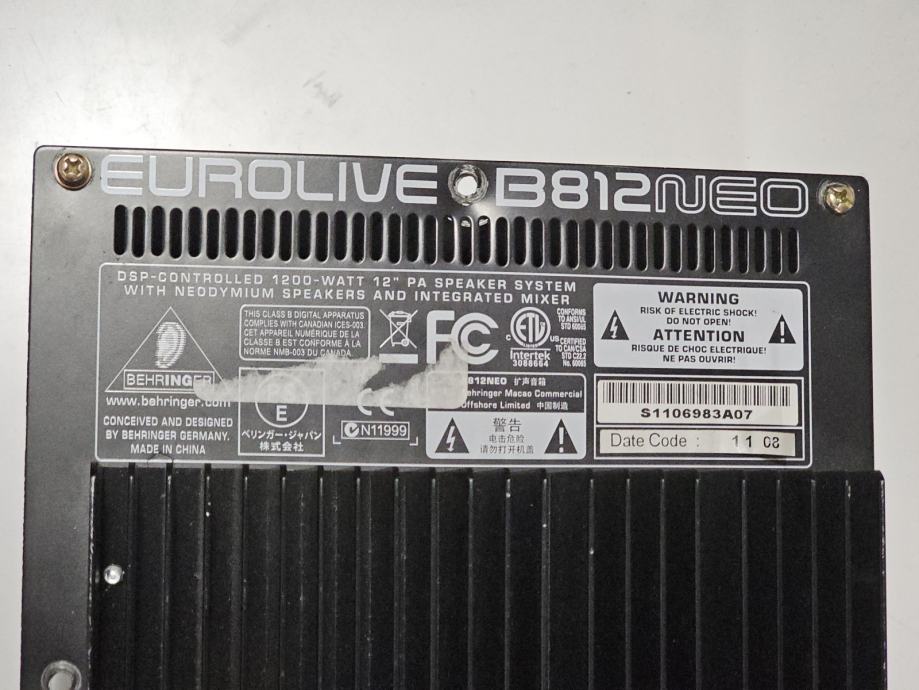 EUROLIVE B812NEO
DSP-CONTROLLED 1200-WATT 12" PA SPEAKER SYSTEM
WITH NEODYMIUM SPEAKERS AND INTEGRATED MIXER
BEHRINGER
www.behringer.com
CONCEIVED AND DESIGNED
BY BEHRINGER GERMANY.
MADE IN CHINA
THIS CLASS B DIGITAL APPARATUS
COMPLIES WITH CANADIAN ICES-003
CET APPAREIL NUMÉRIQUE DE LA
CLASSE B EST CONFORME À LA
NORME NMB-003 DU CANADA.
FC
C ETL US
Intertek
3088664
CONFORMS
TO ANSI/UL
STD 60065
CERTIFIED
TO CAN/CSA
STD C22.2
No. 60065
E
ベリンガー・ジャパン
株式会社
CE
N11999
812NEO 扩声音箱
ehringer Macao Commercial
Offshore Limited 中国制造
警告
电击危险
请勿打开机盖
WARNING
RISK OF ELECTRIC SHOCK!
DO NOT OPEN!
ATTENTION
RISQUE DE CHOC ELECTRIQUE!
NE PAS OUVRIR!
S1106983A07
Date Code : 11 08